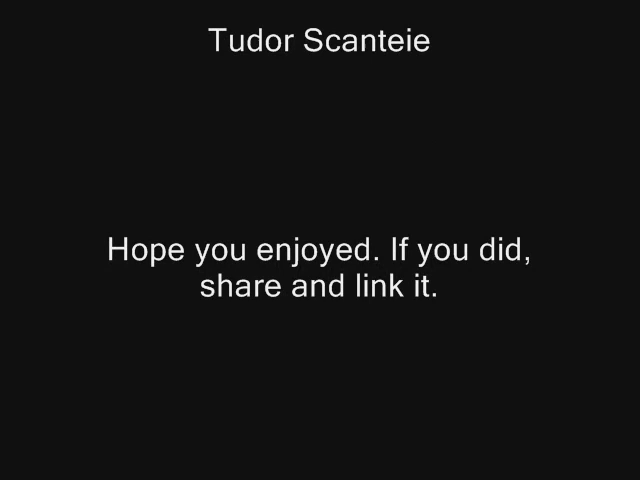 Tudor Scanteie
Hope you enjoyed. If you did,
share and link it.